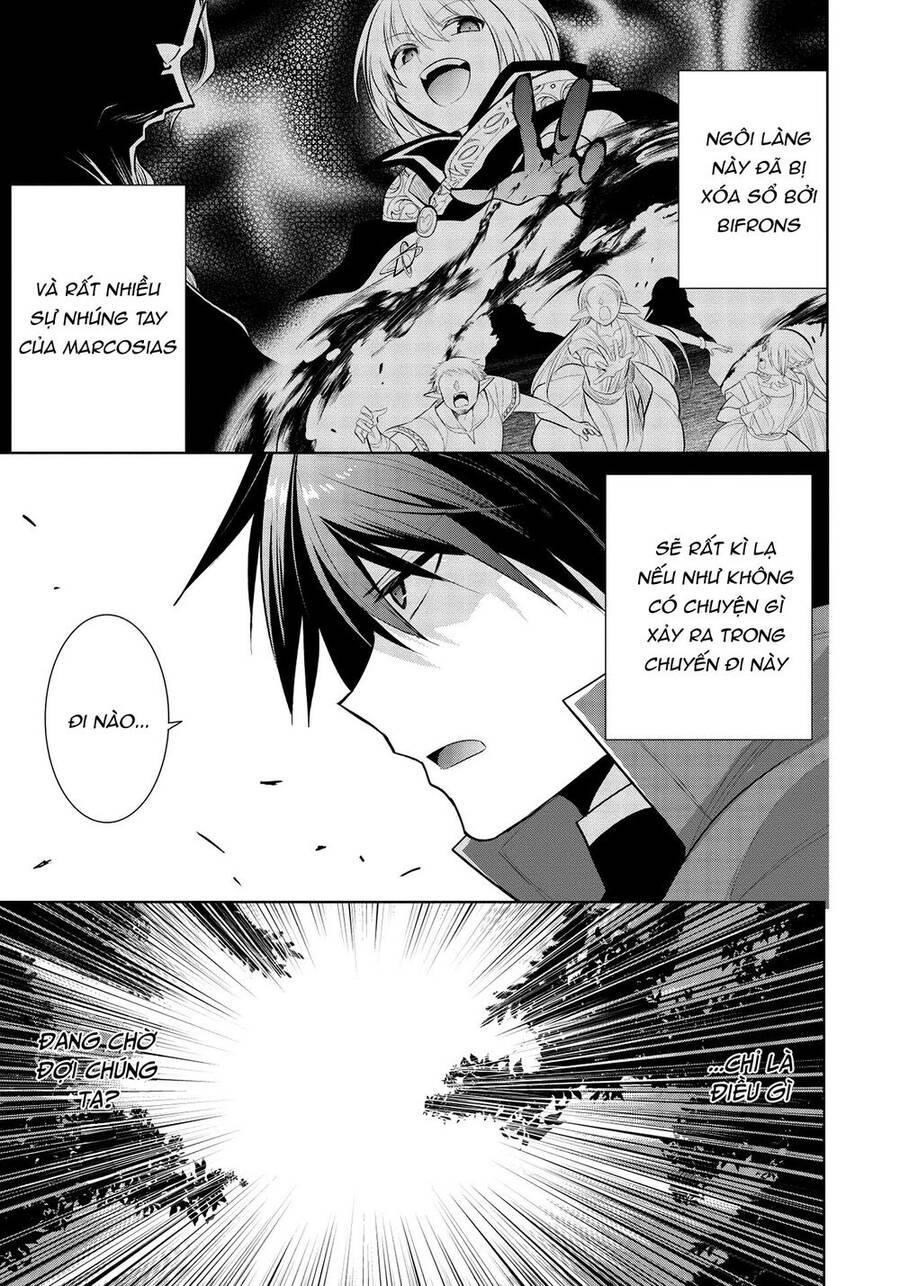 NGÔI LÀNG
NÀY ĐÃ BỊ
XÓA SỔ BỞI
BIFRONS
VÀ RẤT NHIỀU
SỰ NHÚNG TAY
CỦA MARCOSIAS
SẼ RẤT KÌ LẠ
NẾU NHƯ KHÔNG
CÓ CHUYỆN GÌ
XẢY RA TRONG
CHUYẾN ĐI NÀY
ĐI NÀO...
...CHỈ LÀ
ĐIỀU GÌ
ĐANG CHỜ
ĐỢI CHÚNG
TA?